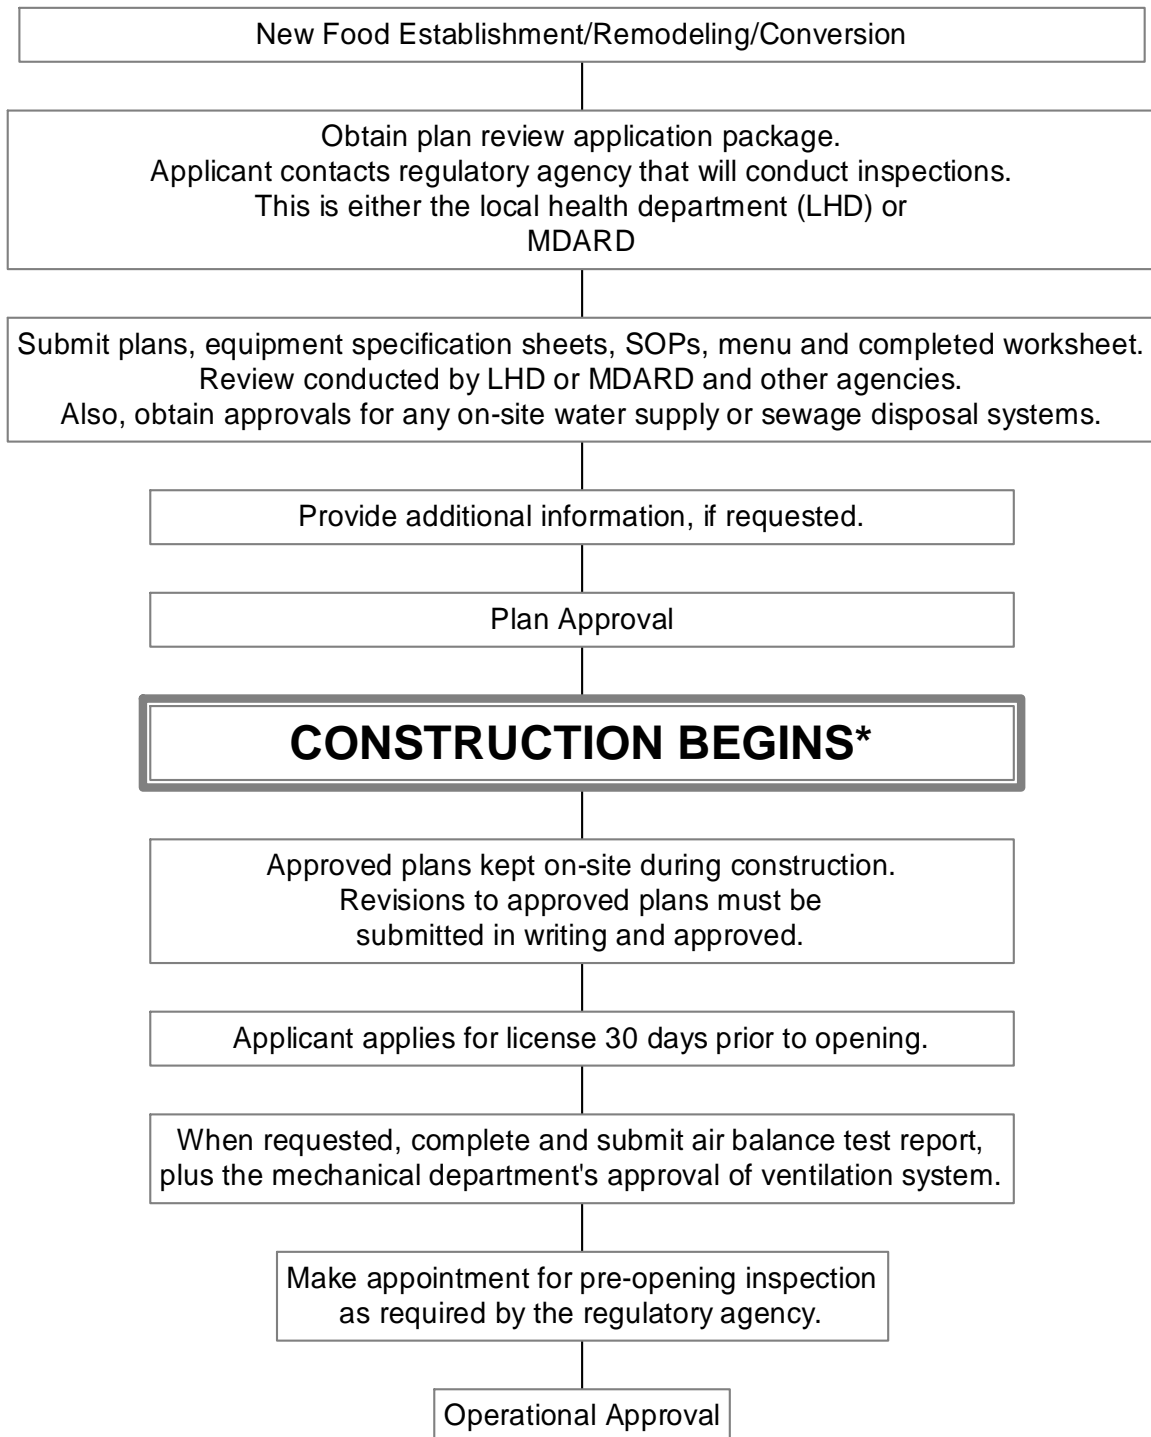 New Food Establishment/Remodeling/Conversion
Obtain plan review application package.
Applicant contacts regulatory agency that will conduct inspections.
This is either the local health department (LHD) or
MDARD
Submit plans, equipment specification sheets, SOPs, menu and completed worksheet.
Review conducted by LHD or MDARD and other agencies.
Also, obtain approvals for any on-site water supply or sewage disposal systems.
Provide additional information, if requested.
Plan Approval
CONSTRUCTION BEGINS*
Approved plans kept on-site during construction.
Revisions to approved plans must be
submitted in writing and approved.
Applicant applies for license 30 days prior to opening.
When requested, complete and submit air balance test report,
plus the mechanical department's approval of ventilation system.
Make appointment for pre-opening inspection
as required by the regulatory agency.
Operational Approval